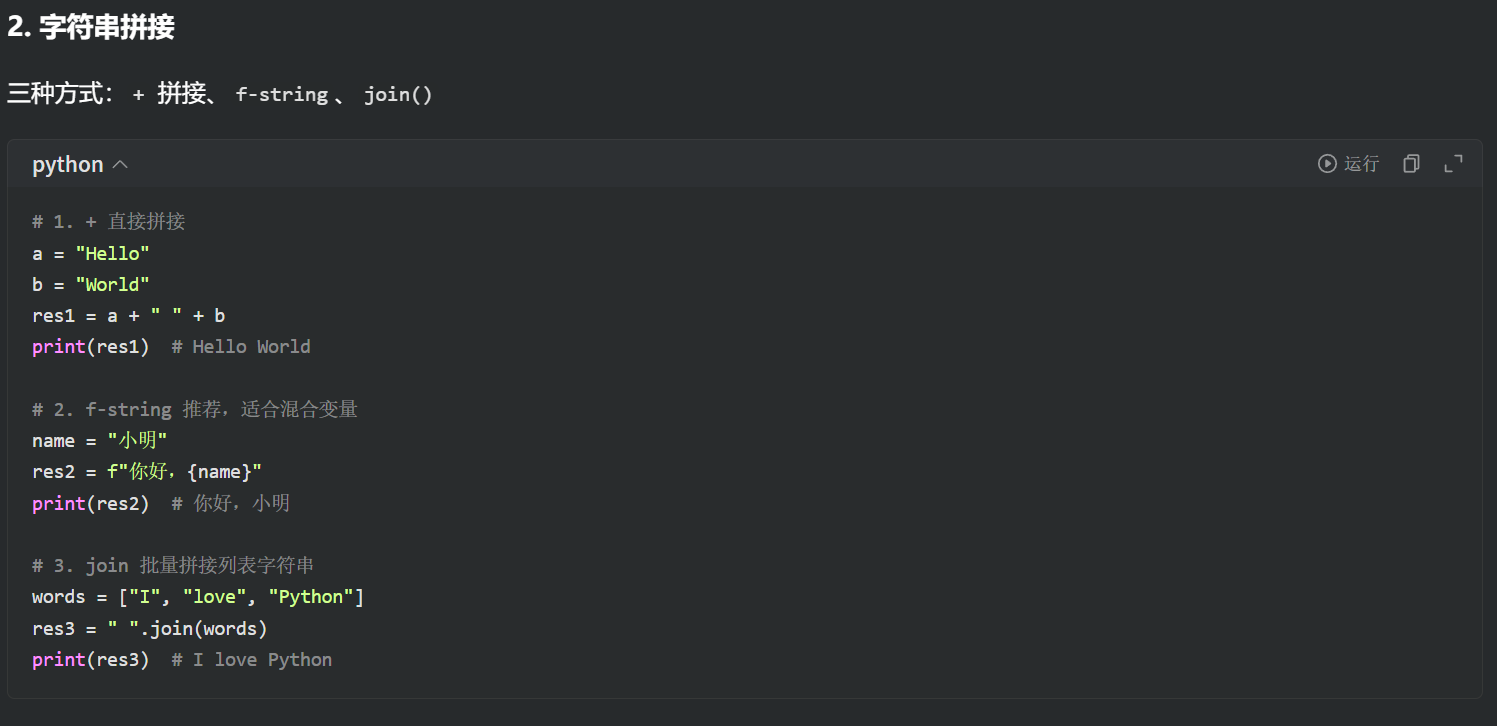 2. 字符串拼接
三种方式： + 拼接、 f-string 、 join()
python
运行
# 1. + 直接拼接
a = "Hello"
b = "World"
res1 = a + " " + b
print(res1)  # Hello World
# 2. f-string 推荐，适合混合变量
name = "小明"
res2 = f"你好，{name}"
print(res2)  # 你好，小明
# 3. join 批量拼接列表字符串
words = ["I", "love", "Python"]
res3 = " ".join(words)
print(res3)  # I love Python